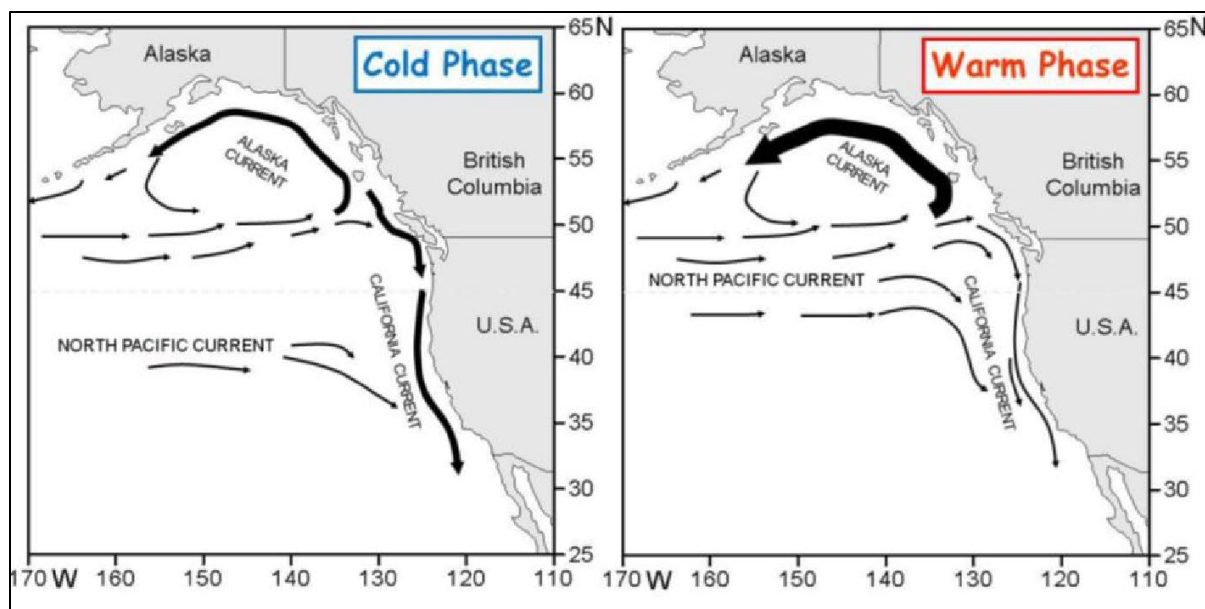 65N
Alaska
Cold Phase
60
ALASKA
CURRENT
55
British
Columbia
50
45
CALIFORNIA CURRENT
U.S.A.
NORTH PACIFIC CURRENT
40
35
30
25
170 W 160 150 140 130 120 110
65N
Alaska
Warm Phase
60
ALASKA
CURRENT
55
British
Columbia
50
NORTH PACIFIC CURRENT
45
CALIFORNIA CURRENT
U.S.A.
40
35
30
25
170 W 160 150 140 130 120 110